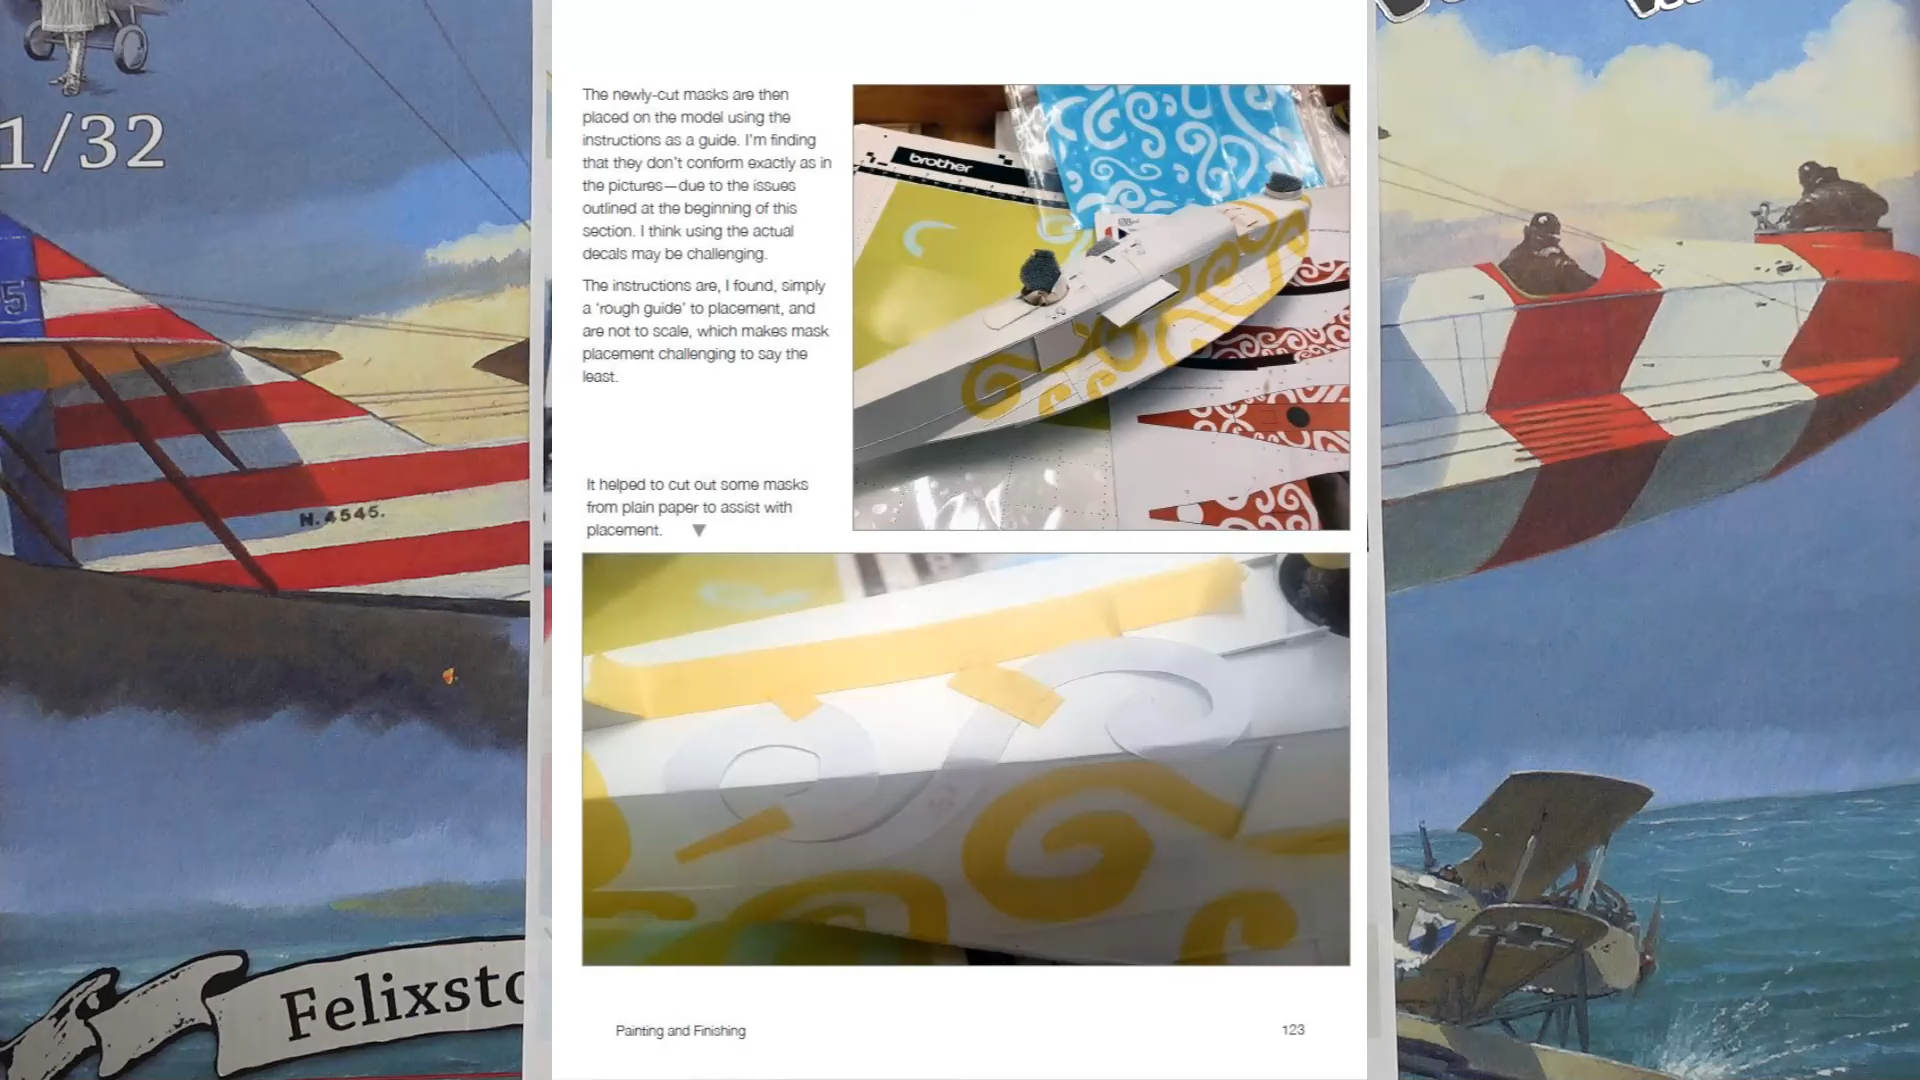 1/32
5
N.4545.
Felixsto
The newly-cut masks are then
placed on the model using the
instructions as a guide. I'm finding
that they don't conform exactly as in
the pictures—due to the issues
outlined at the beginning of this
section. I think using the actual
decals may be challenging.
The instructions are, I found, simply
a 'rough guide' to placement, and
are not to scale, which makes mask
placement challenging to say the
least.
brother
It helped to cut out some masks
from plain paper to assist with
placement.
Painting and Finishing
123